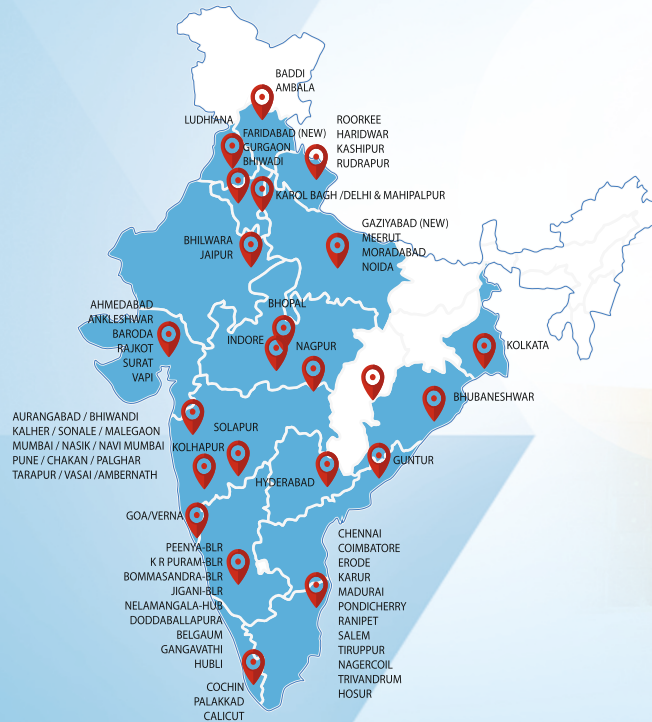 BADDI
AMBALA
LUDHIANA
FARIDABAD (NEW)
GURGAON
BHIWADI
ROORKEE
HARIDWAR
KASHIPUR
RUDRAPUR
KAROL BAGH /DELHI & MAHIPALPUR
GAZIYABAD (NEW)
MEERUT
MORADABAD
NOIDA
BHILWARA
JAIPUR
AHMEDABAD
ANKLESHWAR
BARODA
RAJKOT
SURAT
VAPI
BHOPAL
INDORE
NAGPUR
KOLKATA
BHUBANESHWAR
AURANGABAD / BHIWANDI
KALHER / SONALE / MALEGAON
MUMBAI / NASIK / NAVI MUMBAI
PUNE / CHAKAN / PALGHAR
TARAPUR / VASAI /AMBERNATH
SOLAPUR
KOLHAPUR
HYDERABAD
GUNTUR
GOA/VERNA
PEENYA-BLR
K R PURAM-BLR
BOMMASANDRA-BLR
JIGANI-BLR
NELAMANGALA-HUB
DODDABALLAPURA
BELGAUM
GANGAVATHI
HUBLI
CHENNAI
COIMBATORE
ERODE
KARUR
MADURAI
PONDICHERRY
RANIPET
SALEM
TIRUPPUR
NAGERCOIL
TRIVANDRUM
HOSUR
COCHIN
PALAKKAD
CALICUT